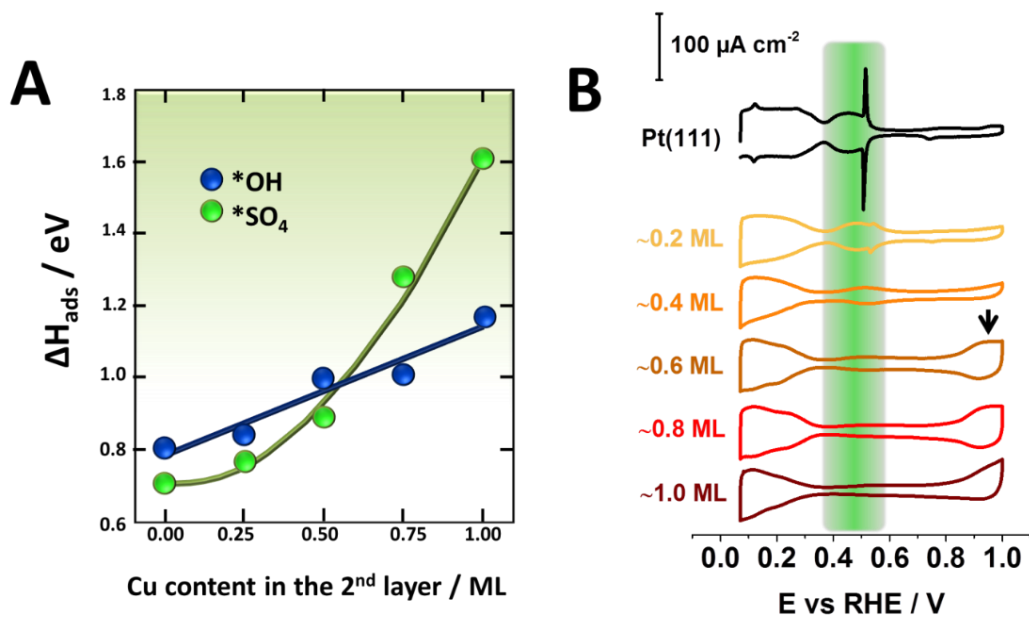 A
ΔH_ads / eV
1.8
1.6
1.4
1.2
1.0
0.8
0.6
*OH
*SO₄
0.00 0.25 0.50 0.75 1.00
Cu content in the 2ⁿᵈ layer / ML
B
100 µA cm⁻²
Pt(111)
~0.2 ML
~0.4 ML
~0.6 ML
~0.8 ML
~1.0 ML
0.0 0.2 0.4 0.6 0.8 1.0
E vs RHE / V